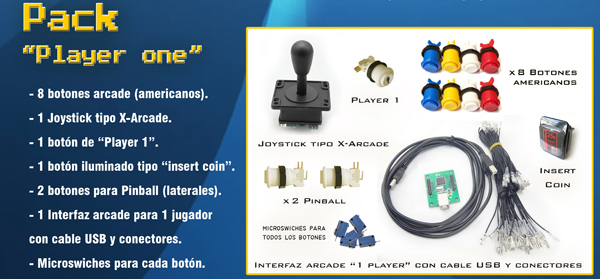 Pack
“Player one”
- 8 botones arcade (americanos).
- 1 Joystick tipo X-Arcade.
- 1 botón de “Player 1”.
- 1 botón iluminado tipo “insert coin”.
- 2 botones para Pinball (laterales).
- 1 Interfaz arcade para 1 jugador
con cable USB y conectores.
- Microswiches para cada botón.
Player 1
x 8 Botones
americanos
Joystick tipo X-Arcade
Insert
Coin
x 2 Pinball
MICROSWICHES PARA
TODOS LOS BOTONES
Interfaz arcade “1 player” con cable USB y conectores